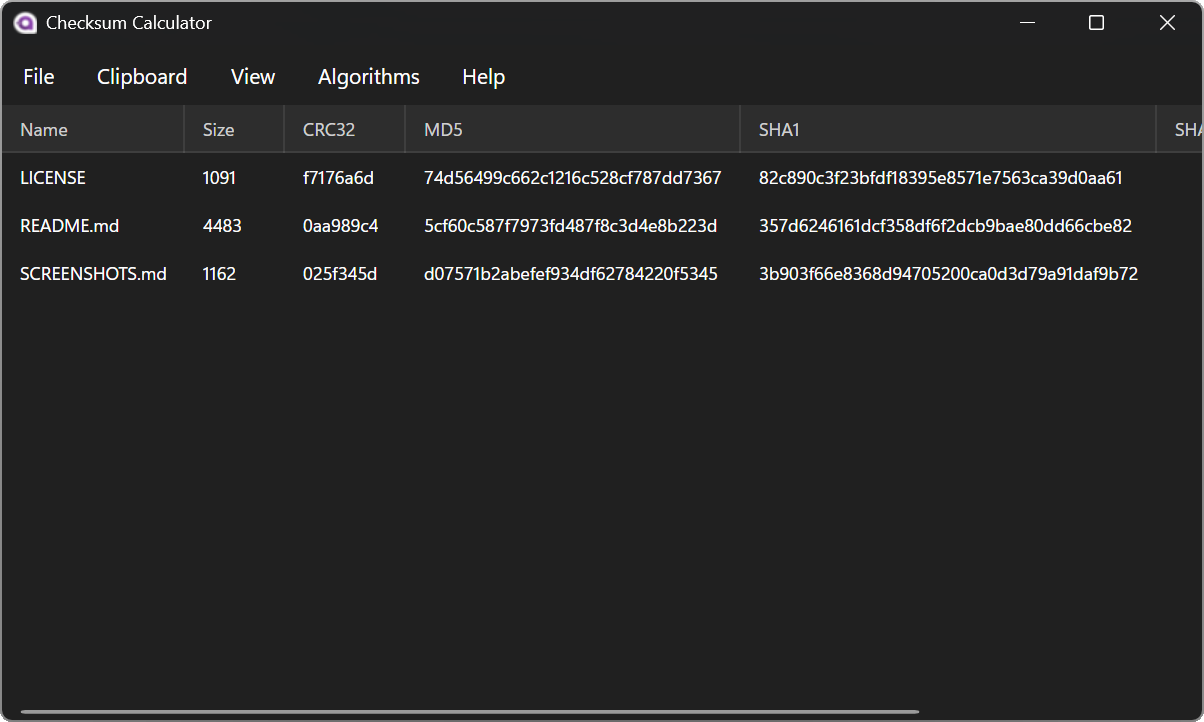 Checksum Calculator
File Clipboard View Algorithms Help
Name Size CRC32 MD5 SHA1 SHA
LICENSE 1091 f7176a6d 74d56499c662c1216c528cf787dd7367 82c890c3f23bfdf18395e8571e7563ca39d0aa61
README.md 4483 0aa989c4 5cf60c587f7973fd487f8c3d4e8b223d 357d6246161dcf358df6f2dcb9bae80dd66cbe82
SCREENSHOTS.md 1162 025f345d d07571b2abefef934df62784220f5345 3b903f66e8368d94705200ca0d3d79a91daf9b72